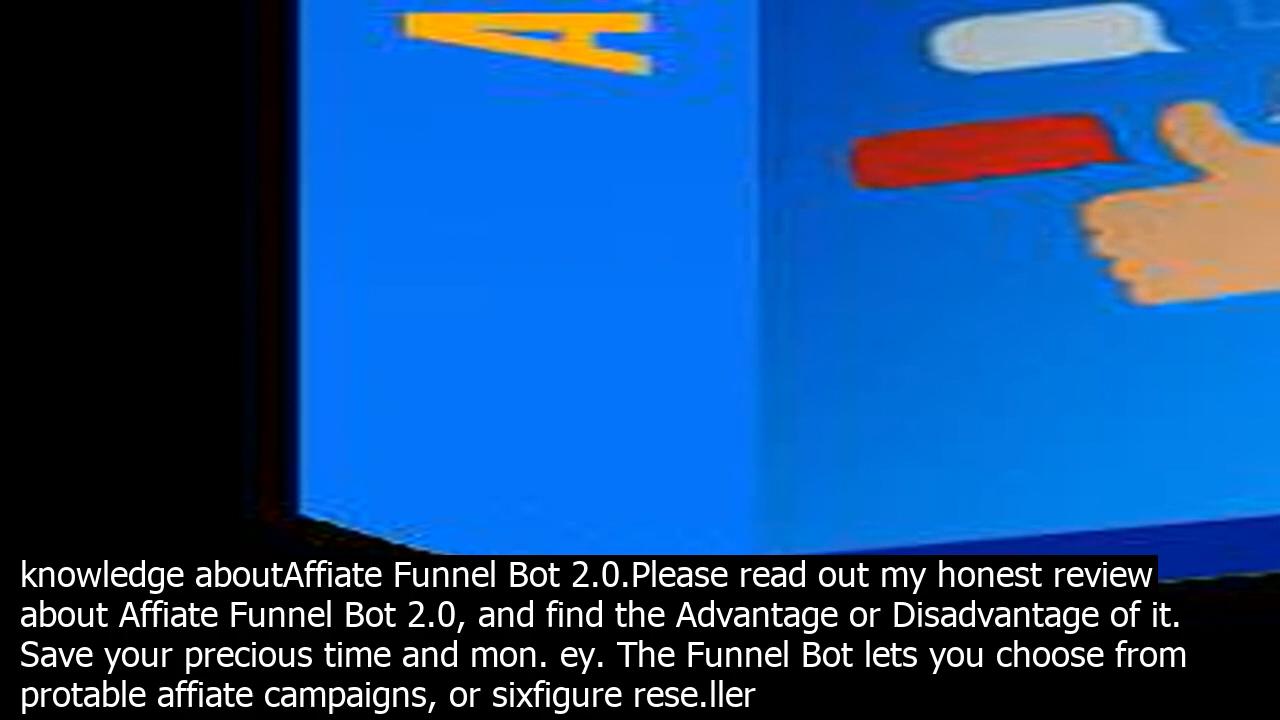 A
knowledge aboutAffiate Funnel Bot 2.0.Please read out my honest review
about Affiate Funnel Bot 2.0, and find the Advantage or Disadvantage of it.
Save your precious time and mon. ey. The Funnel Bot lets you choose from
protable affiate campaigns, or sixfigure rese.ller